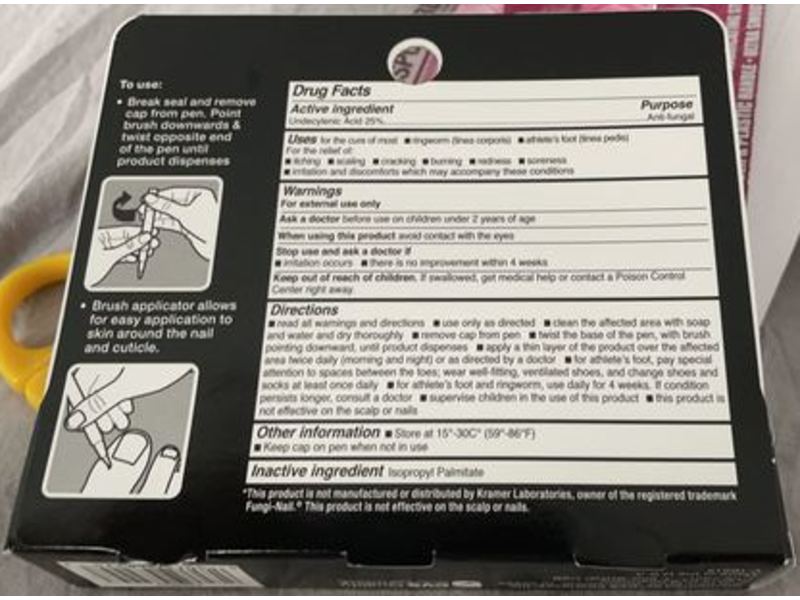 To use:
• Break seal and remove
cap from pen. Point
brush downwards &
twist opposite end
of the pen until
product dispenses
• Brush applicator allows
for easy application to
skin around the nail
and cuticle.
Drug Facts
Active ingredient Purpose
Undecylenic Acid 25% Anti-fungal
Uses for the cure of most ■ ringworm (tinea corporis) ■ athlete's foot (tinea pedis)
For the relief of:
■ itching ■ scaling ■ cracking ■ burning ■ redness ■ soreness
■ irritation and discomforts which may accompany these conditions
Warnings
For external use only
Ask a doctor before use on children under 2 years of age
When using this product avoid contact with the eyes
Stop use and ask a doctor if
■ irritation occurs ■ there is no improvement within 4 weeks
Keep out of reach of children. If swallowed, get medical help or contact a Poison Control
Center right away.
Directions
■ read all warnings and directions ■ use only as directed ■ clean the affected area with soap
and water and dry thoroughly ■ remove cap from pen ■ twist the base of the pen, with brush
pointing downward, until product dispenses ■ apply a thin layer of the product over the affected
area twice daily (morning and night) or as directed by a doctor ■ for athlete's foot, pay special
attention to spaces between the toes; wear well-fitting, ventilated shoes, and change shoes and
socks at least once daily ■ for athlete's foot and ringworm, use daily for 4 weeks. If condition
persists longer, consult a doctor ■ supervise children in the use of this product ■ this product is
not effective on the scalp or nails
Other information ■ Store at 15°-30C° (59°-86°F)
■ Keep cap on pen when not in use
Inactive ingredient Isopropyl Palmitate
*This product is not manufactured or distributed by Kramer Laboratories, owner of the registered trademark
Fungi-Nail.® This product is not effective on the scalp or nails.
PLASTIC HANDLE